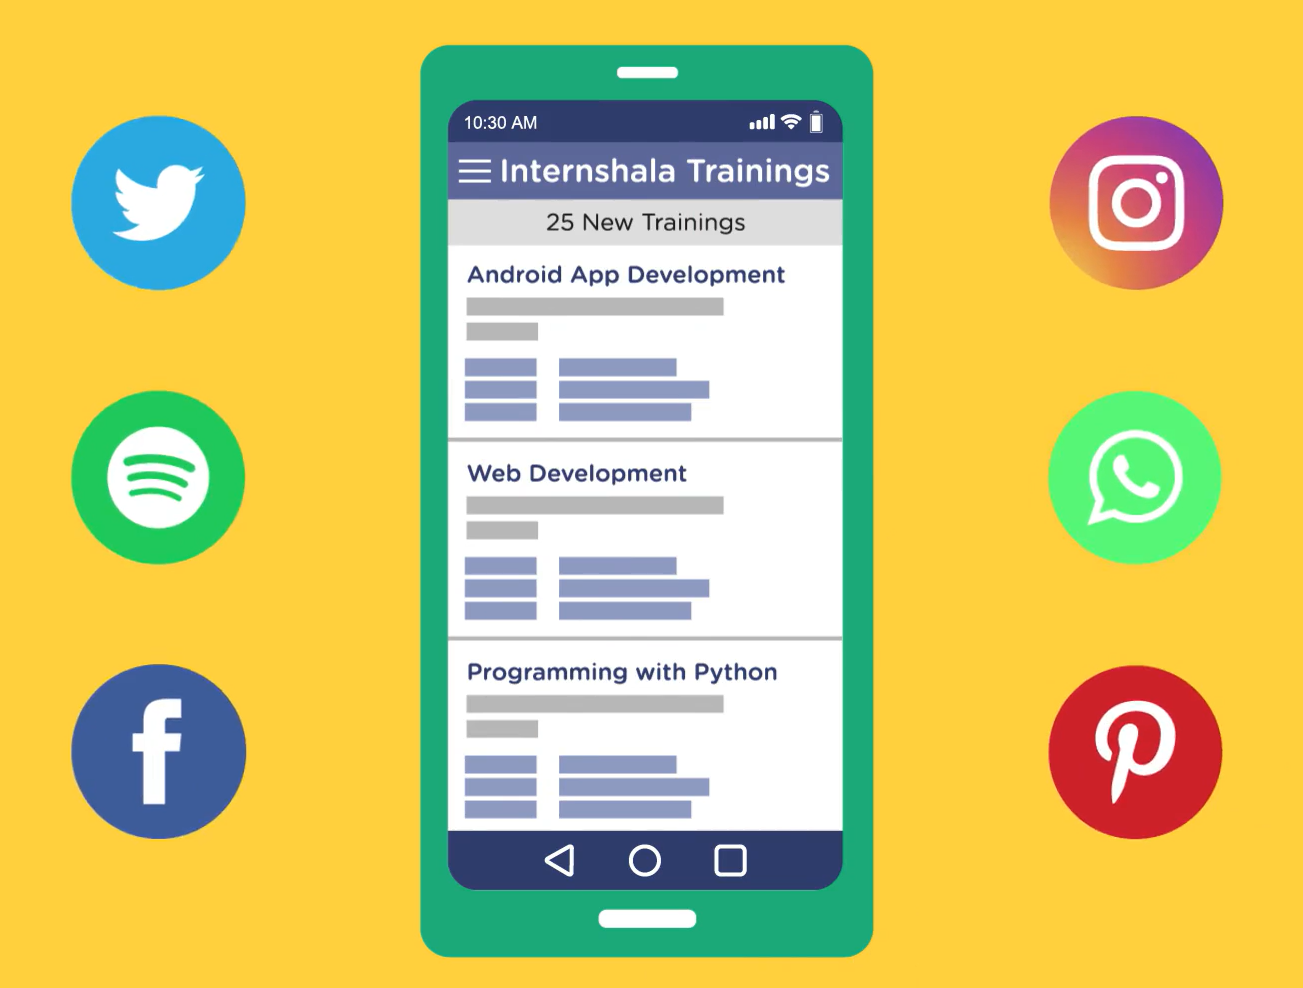 10:30 AM
Internshala Trainings
25 New Trainings
Android App Development
Web Development
Programming with Python